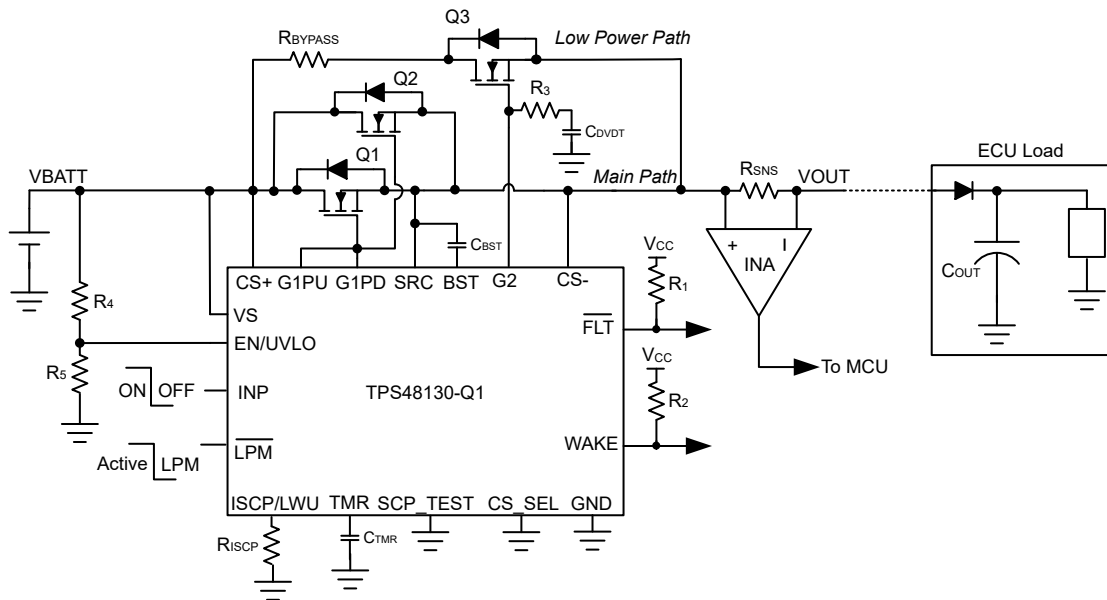 Q3
RBYPASS
Low Power Path
Q2
R3
CDVDT
Q1
ECU Load
VBATT
Main Path
RSNS
VOUT
CBST
VCC
+
I
INA
COUT
CS+ G1PU G1PD SRC BST G2 CS-
R1
R4
VS
FLT
EN/UVLO
VCC
To MCU
R5
ON OFF
INP
TPS48130-Q1
R2
WAKE
Active LPM
LPM
ISCP/LWU TMR SCP_TEST CS_SEL GND
RISCP
CTMR